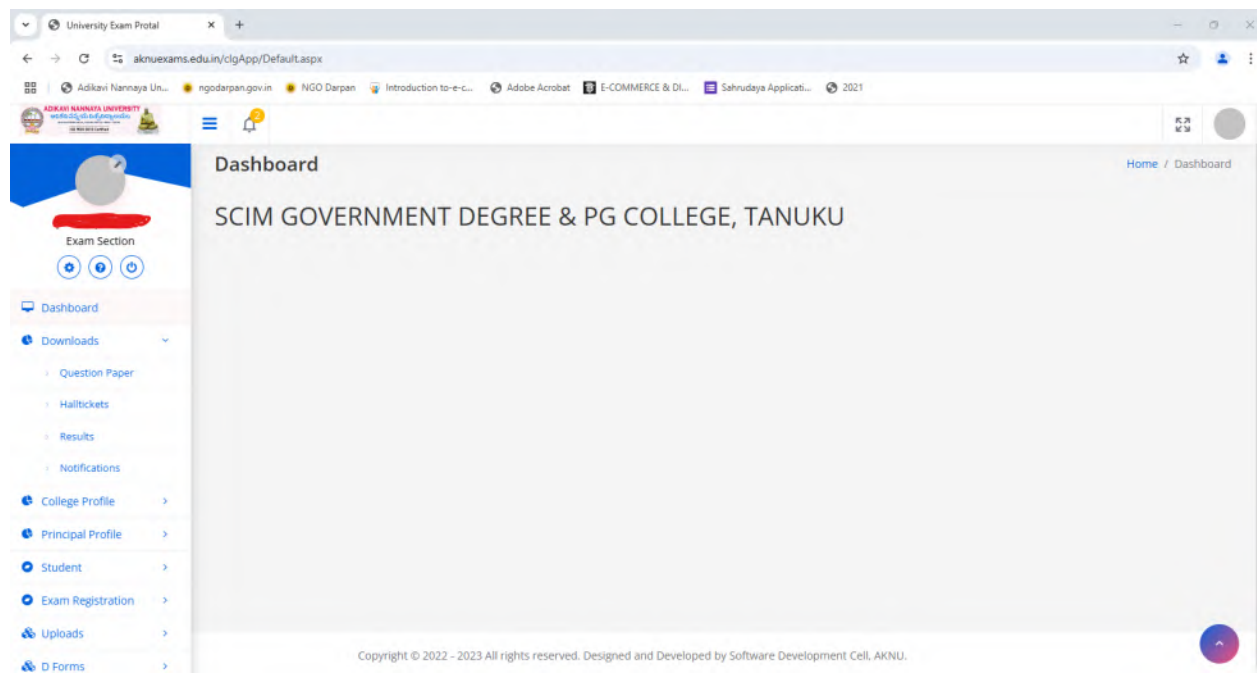 University Exam Protal
aknuexams.edu.in/clgApp/Default.aspx
Adikavi Nannaya Un...
ngodarpan.gov.in
NGO Darpan
Introduction to-e-c...
Adobe Acrobat
E-COMMERCE & DI...
Sahrudaya Applicati...
2021
ADIKAVI NANNAYA UNIVERSITY
2
Dashboard
Home / Dashboard
SCIM GOVERNMENT DEGREE & PG COLLEGE, TANUKU
Exam Section
Dashboard
Downloads
Question Paper
Halltickets
Results
Notifications
College Profile
Principal Profile
Student
Exam Registration
Uploads
D Forms
Copyright © 2022 - 2023 All rights reserved. Designed and Developed by Software Development Cell, AKNU.